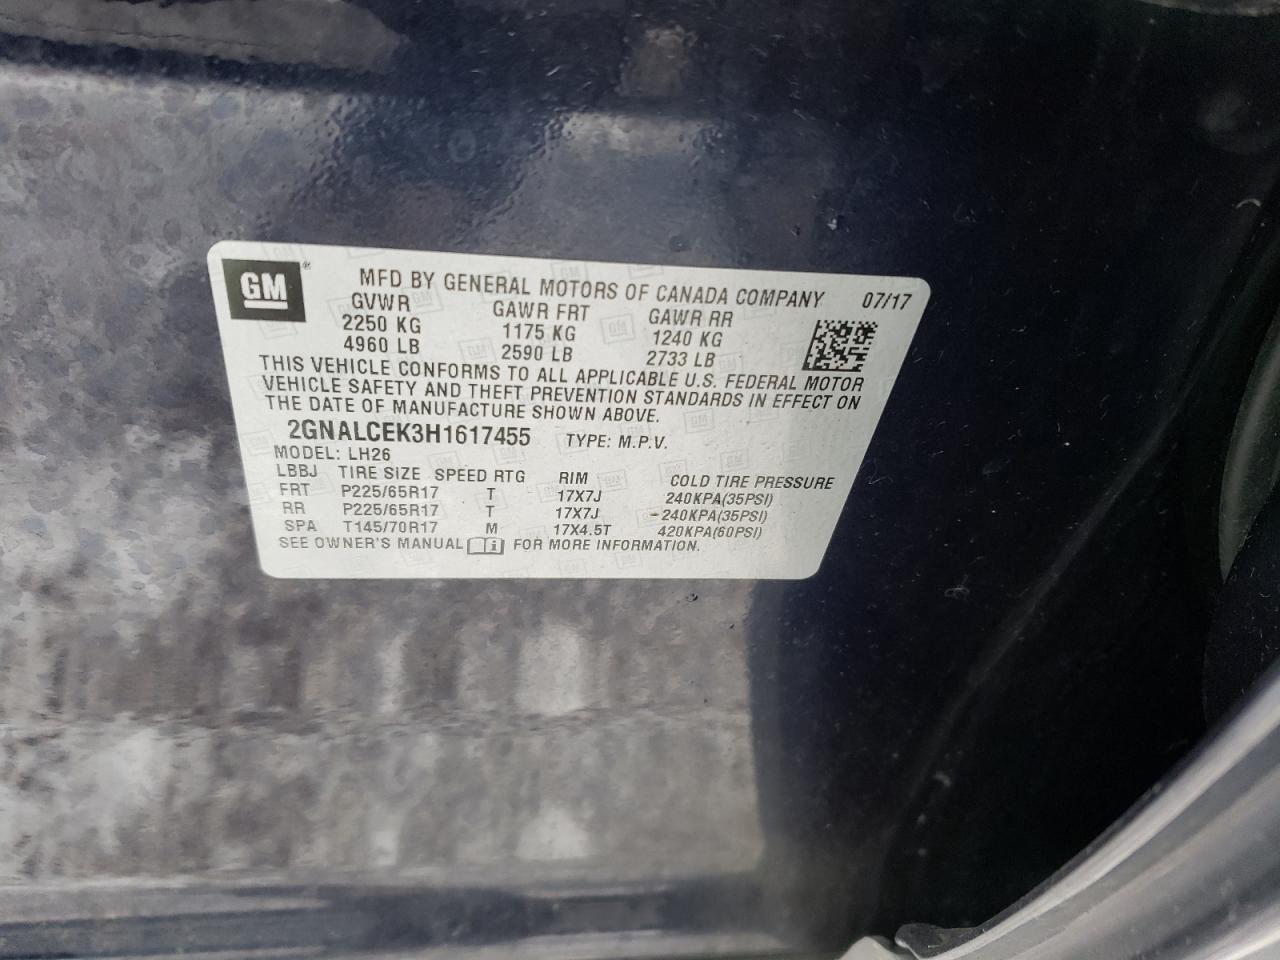 GM®
MFD BY GENERAL MOTORS OF CANADA COMPANY 07/17
GVWR GAWR FRT GAWR RR
2250 KG 1175 KG 1240 KG
4960 LB 2590 LB 2733 LB
THIS VEHICLE CONFORMS TO ALL APPLICABLE U.S. FEDERAL MOTOR
VEHICLE SAFETY AND THEFT PREVENTION STANDARDS IN EFFECT ON
THE DATE OF MANUFACTURE SHOWN ABOVE.
2GNALCEK3H1617455 TYPE: M.P.V.
MODEL: LH26
LBBJ TIRE SIZE SPEED RTG RIM COLD TIRE PRESSURE
FRT P225/65R17 T 17X7J 240KPA(35PSI)
RR P225/65R17 T 17X7J 240KPA(35PSI)
SPA T145/70R17 M 17X4.5T 420KPA(60PSI)
SEE OWNER'S MANUAL i FOR MORE INFORMATION.